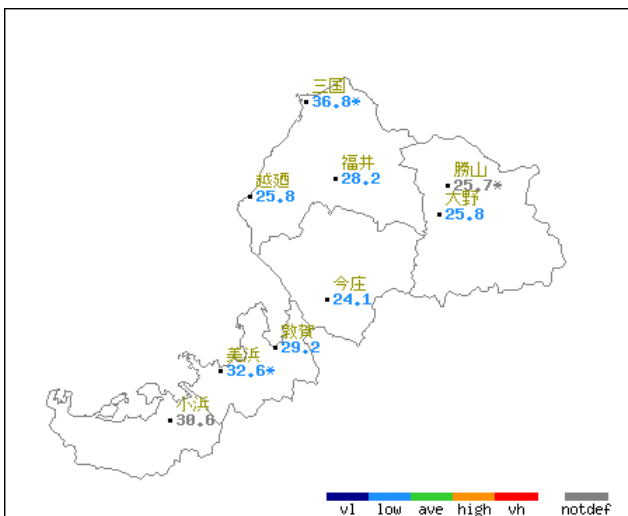 三国
36.8*
福井
28.2
越廼
25.8
勝山
25.7*
大野
25.8
今庄
24.1
敦賀
29.2
美浜
32.6*
小浜
30.6
vl low ave high vh notdef